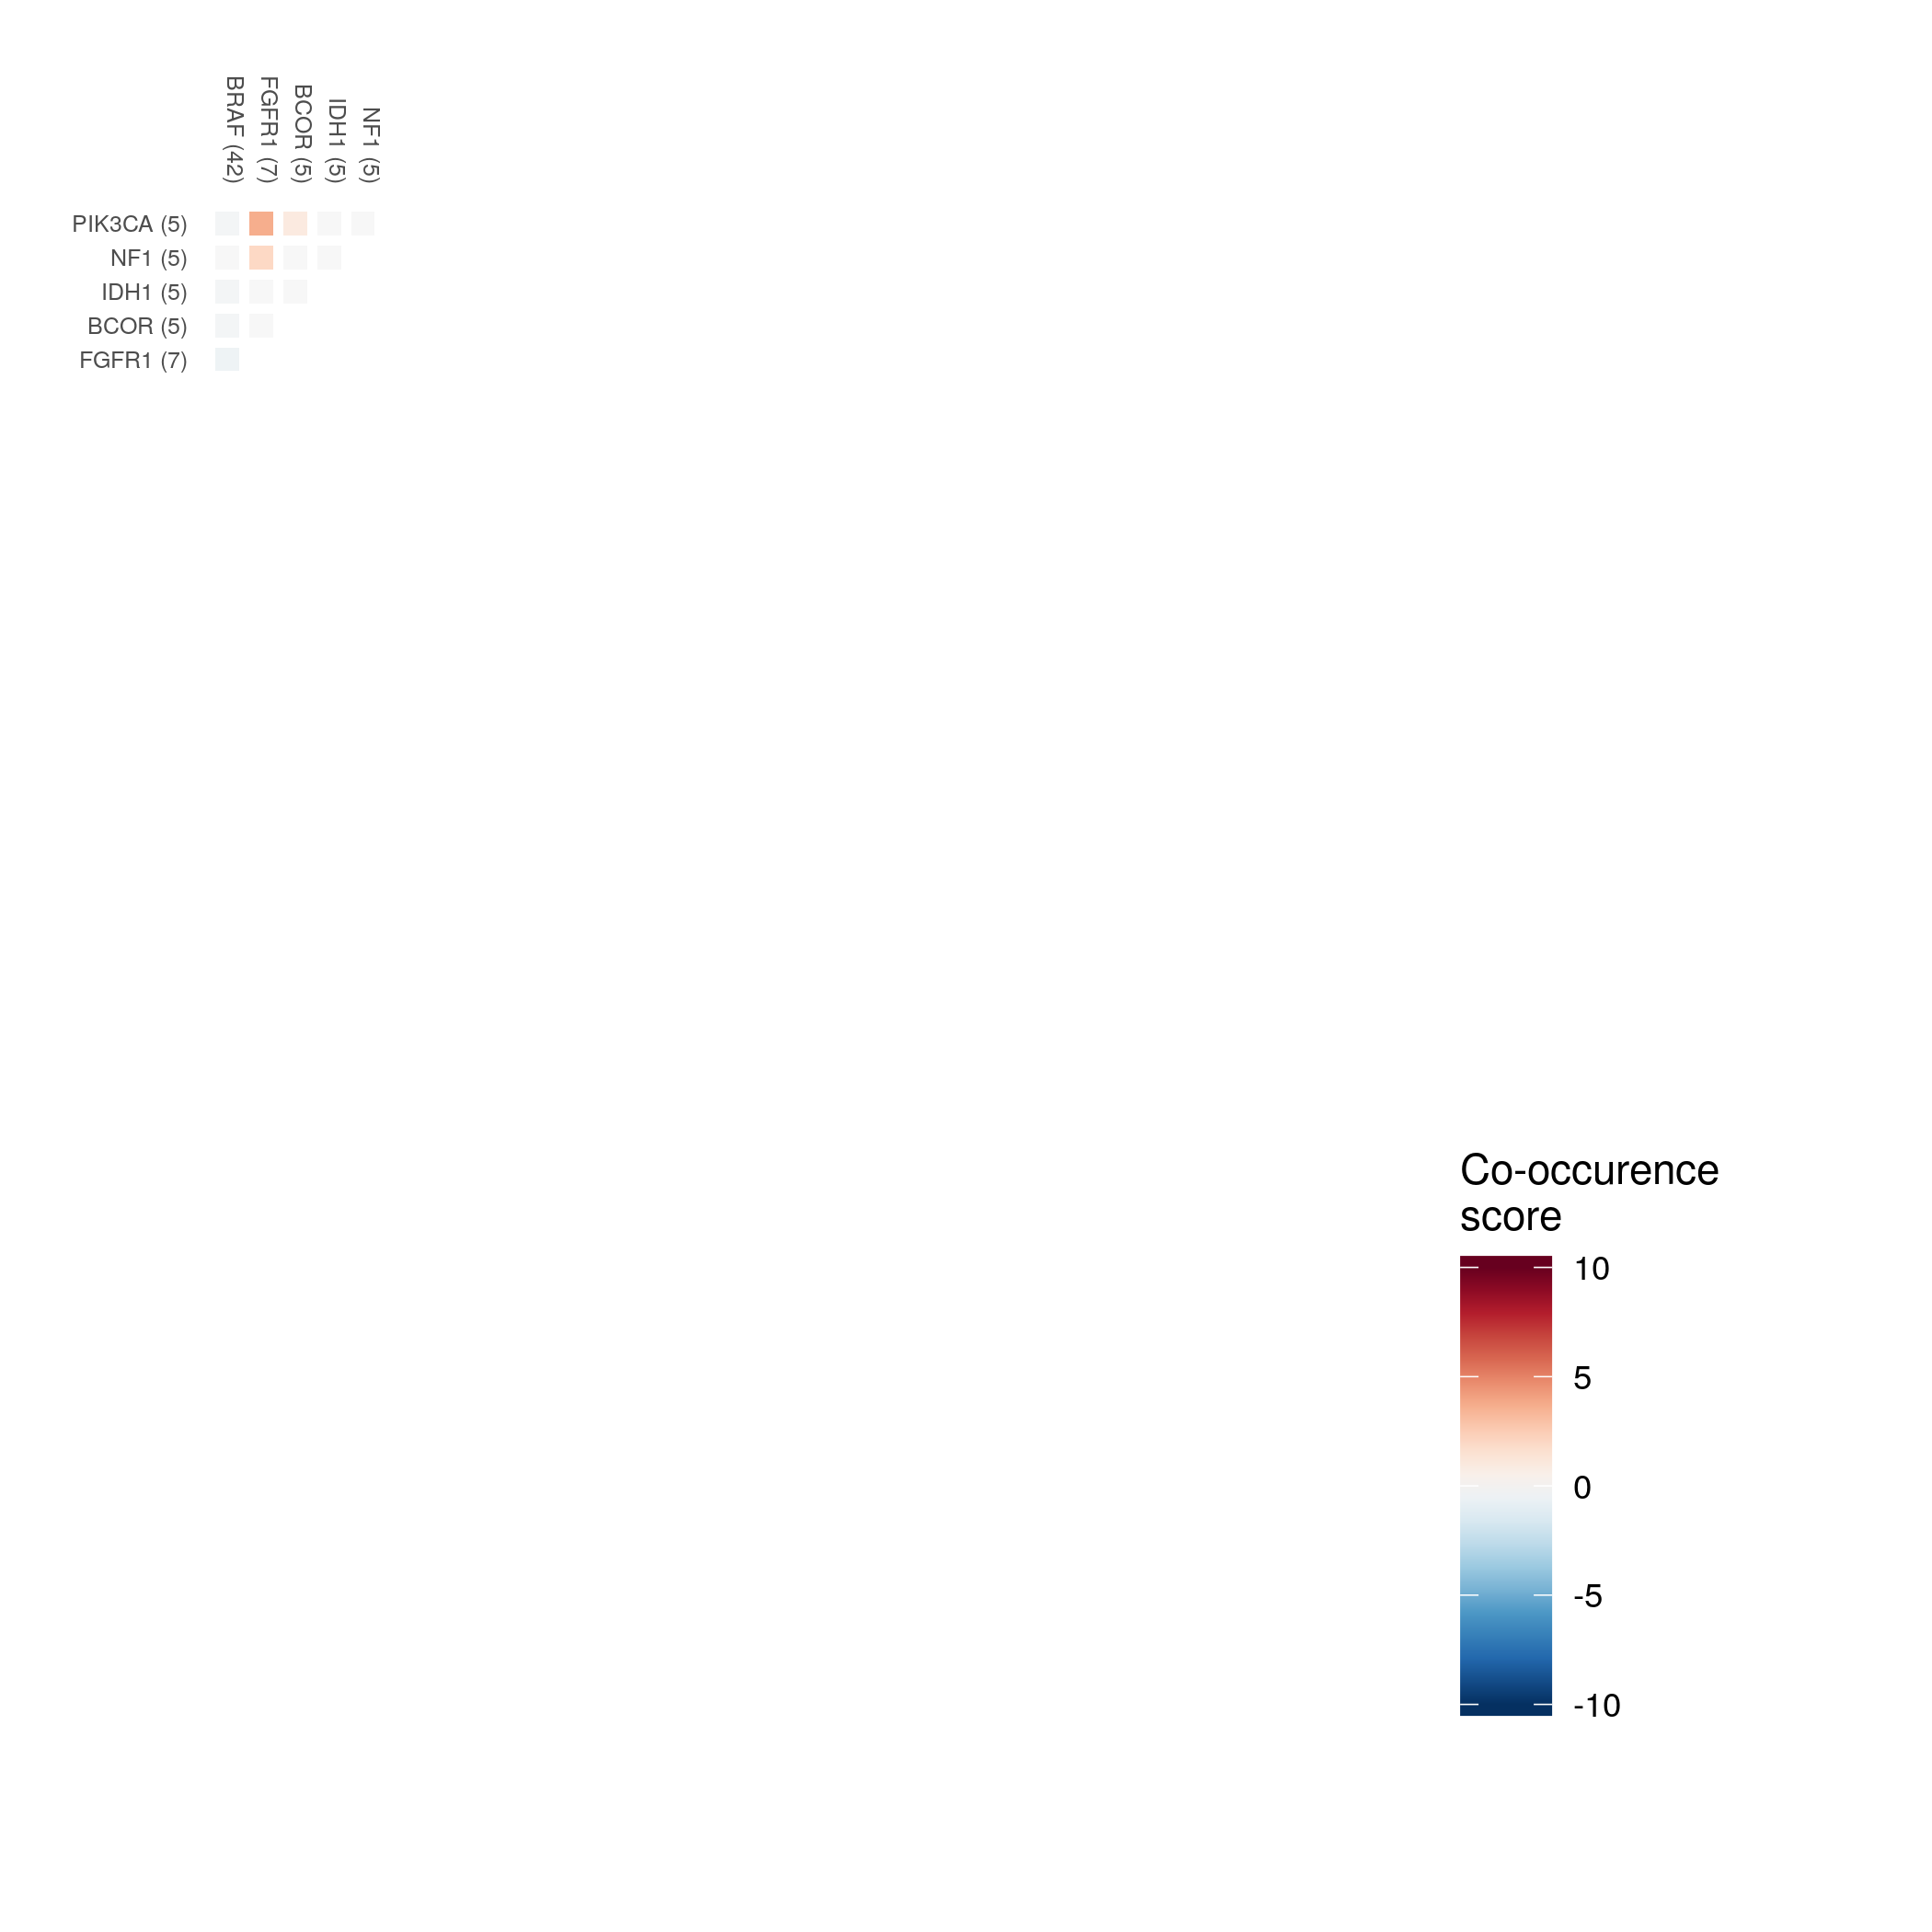 BRAF (42)
FGFR1 (7)
BCOR (5)
IDH1 (5)
NF1 (5)
PIK3CA (5)
NF1 (5)
IDH1 (5)
BCOR (5)
FGFR1 (7)
Co-occurence
score
10
5
0
-5
-10